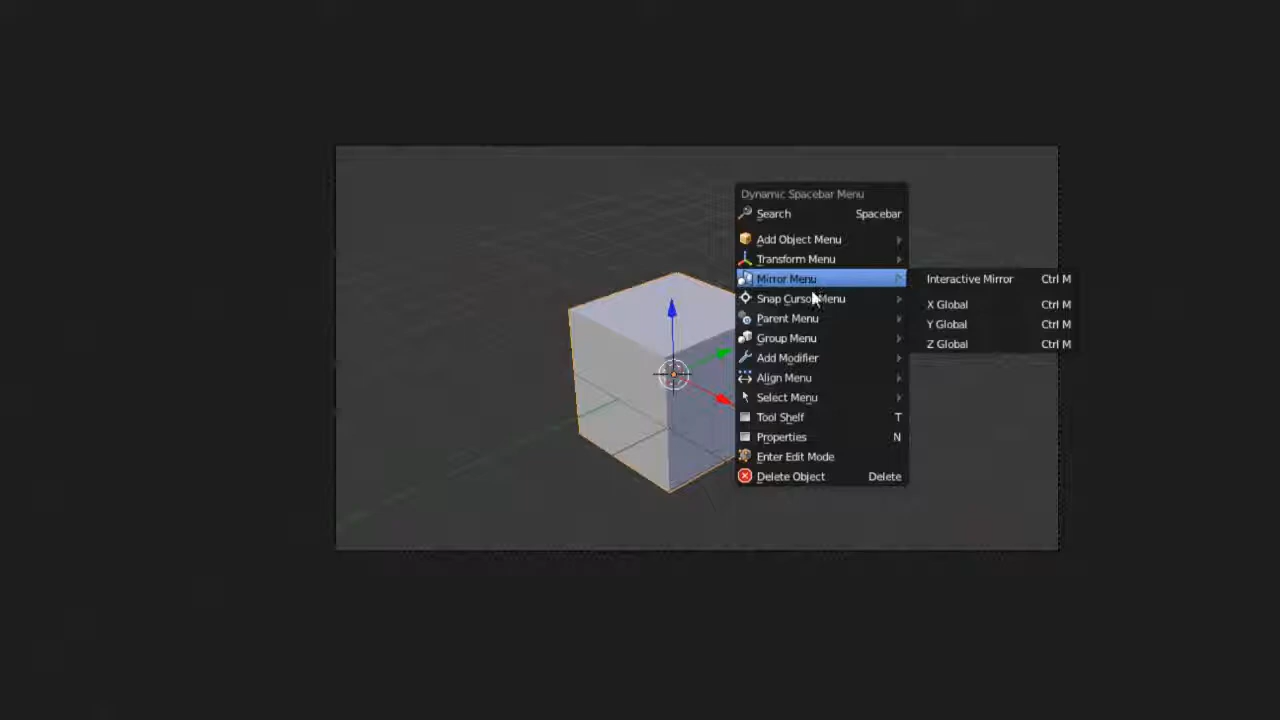 Dynamic Spacebar Menu
Search Spacebar
Add Object Menu
Transform Menu
Mirror Menu
Interactive Mirror Ctrl M
Snap Cursor Menu
X Global Ctrl M
Parent Menu
Y Global Ctrl M
Group Menu
Z Global Ctrl M
Add Modifier
Align Menu
Select Menu
Tool Shelf T
Properties N
Enter Edit Mode
Delete Object Delete